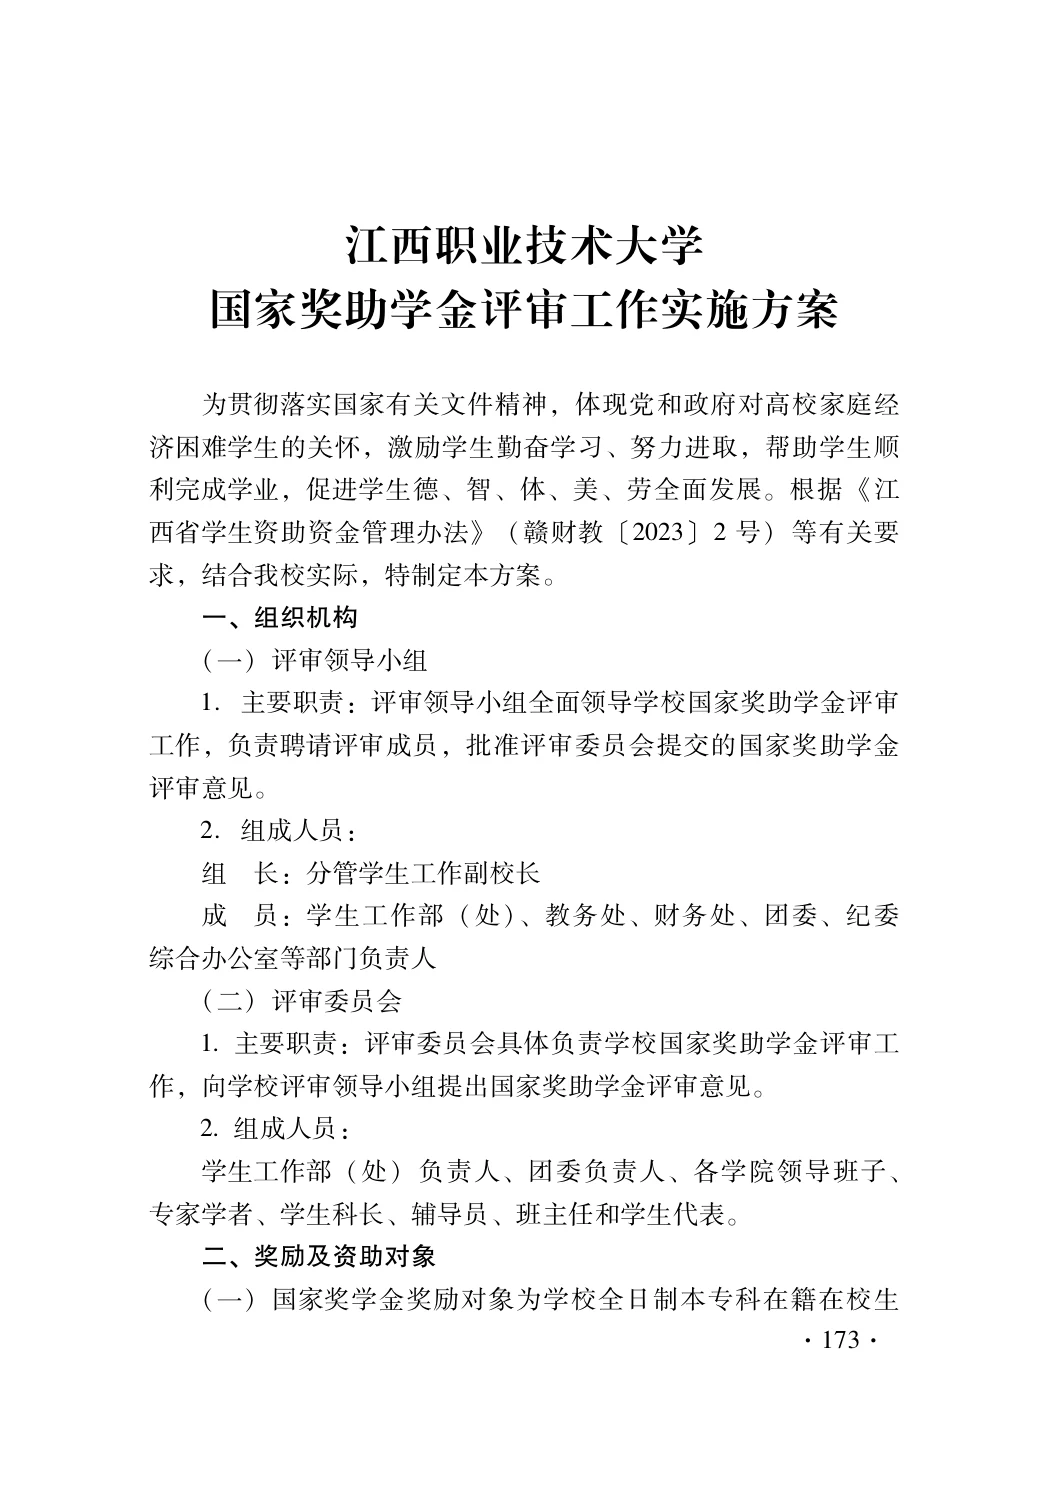 江西职业技术大学
国家奖助学金评审工作实施方案
为贯彻落实国家有关文件精神，体现党和政府对高校家庭经
济困难学生的关怀，激励学生勤奋学习、努力进取，帮助学生顺
利完成学业，促进学生德、智、体、美、劳全面发展。根据《江
西省学生资助资金管理办法》（赣财教〔2023〕2 号）等有关要
求，结合我校实际，特制定本方案。
一、组织机构
（一）评审领导小组
1. 主要职责：评审领导小组全面领导学校国家奖助学金评审
工作，负责聘请评审成员，批准评审委员会提交的国家奖助学金
评审意见。
2. 组成人员：
组　长：分管学生工作副校长
成　员：学生工作部（处）、教务处、财务处、团委、纪委
综合办公室等部门负责人
（二）评审委员会
1. 主要职责：评审委员会具体负责学校国家奖助学金评审工
作，向学校评审领导小组提出国家奖助学金评审意见。
2. 组成人员：
学生工作部（处）负责人、团委负责人、各学院领导班子、
专家学者、学生科长、辅导员、班主任和学生代表。
二、奖励及资助对象
（一）国家奖学金奖励对象为学校全日制本专科在籍在校生
· 173 ·